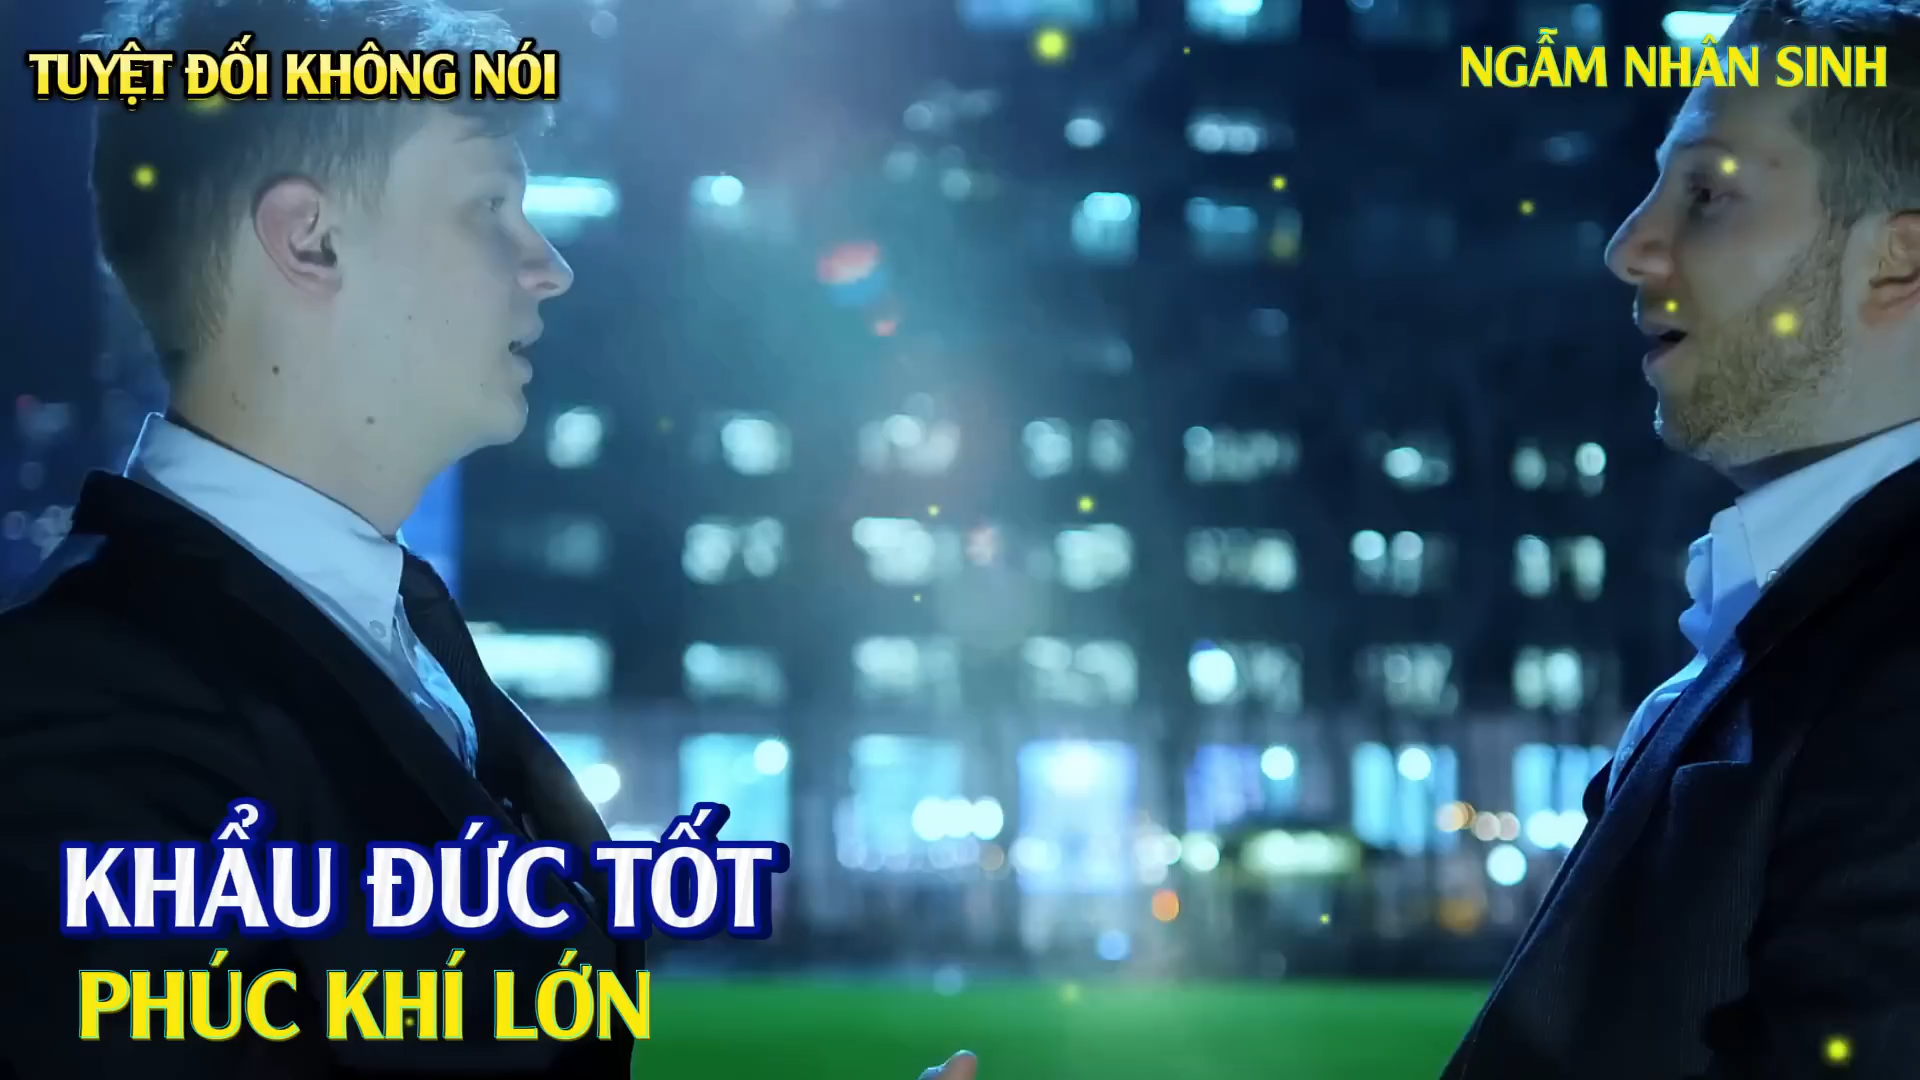 TUYỆT ĐỐI KHÔNG NÓI
NGẪM NHÂN SINH
KHẨU ĐỨC TỐT
PHÚC KHÍ LỚN